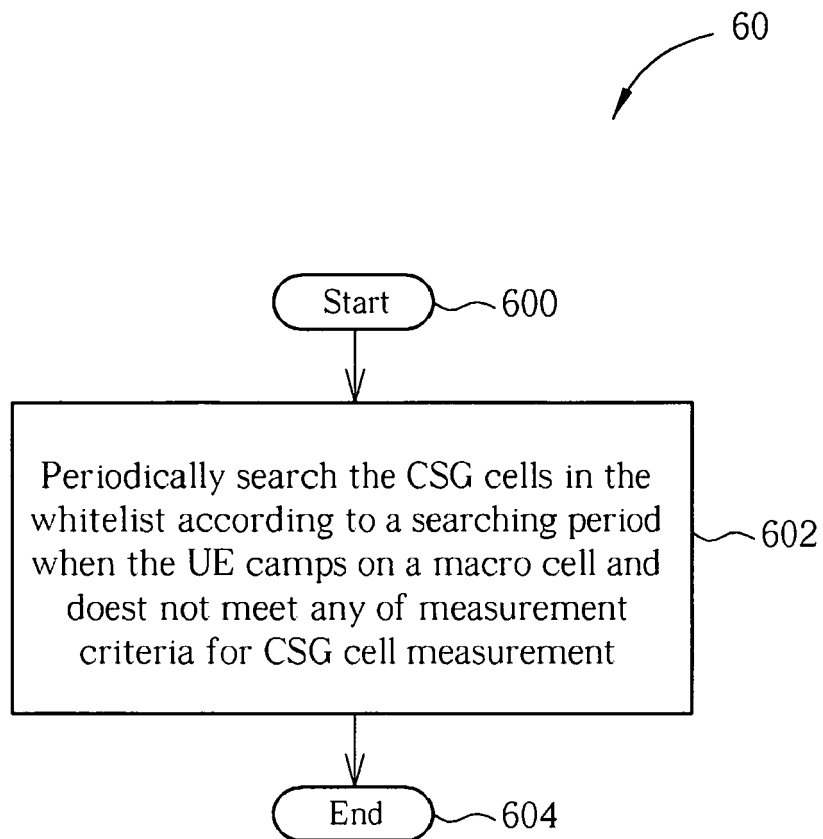 60
Start
600
Periodically search the CSG cells in the
whitelist according to a searching period
when the UE camps on a macro cell and
doest not meet any of measurement
criteria for CSG cell measurement
602
End
604